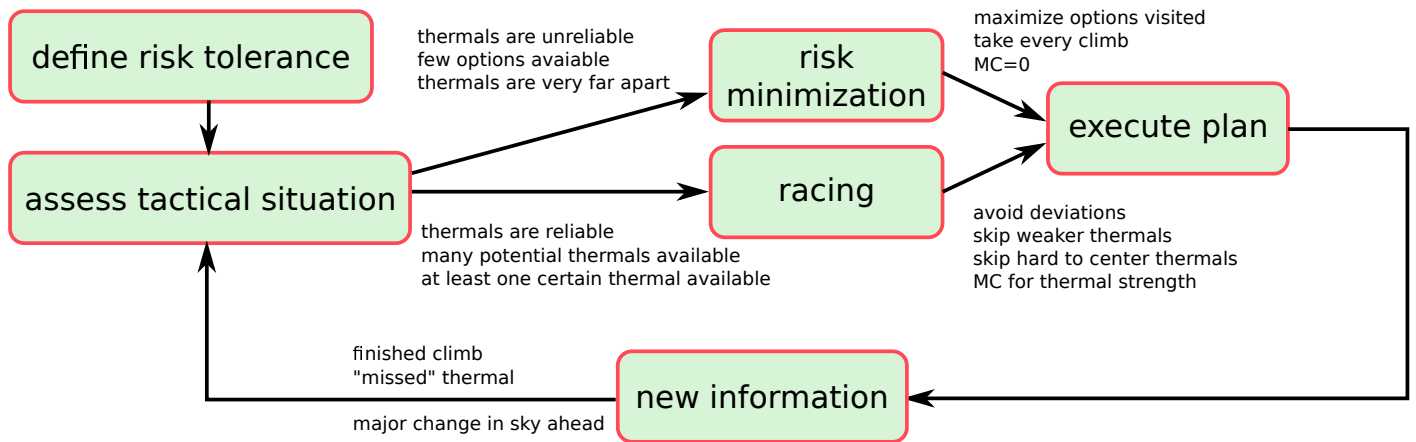 define risk tolerance
thermals are unreliable
few options avaiable
thermals are very far apart
risk
minimization
maximize options visited
take every climb
MC=0
execute plan
assess tactical situation
racing
thermals are reliable
many potential thermals available
at least one certain thermal available
avoid deviations
skip weaker thermals
skip hard to center thermals
MC for thermal strength
finished climb
"missed" thermal
major change in sky ahead
new information